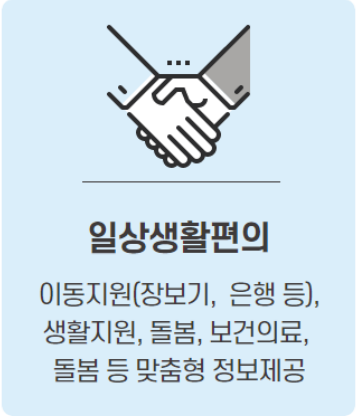 일상생활편의
이동지원(장보기, 은행 등),
생활지원, 돌봄, 보건의료,
돌봄 등 맞춤형 정보제공